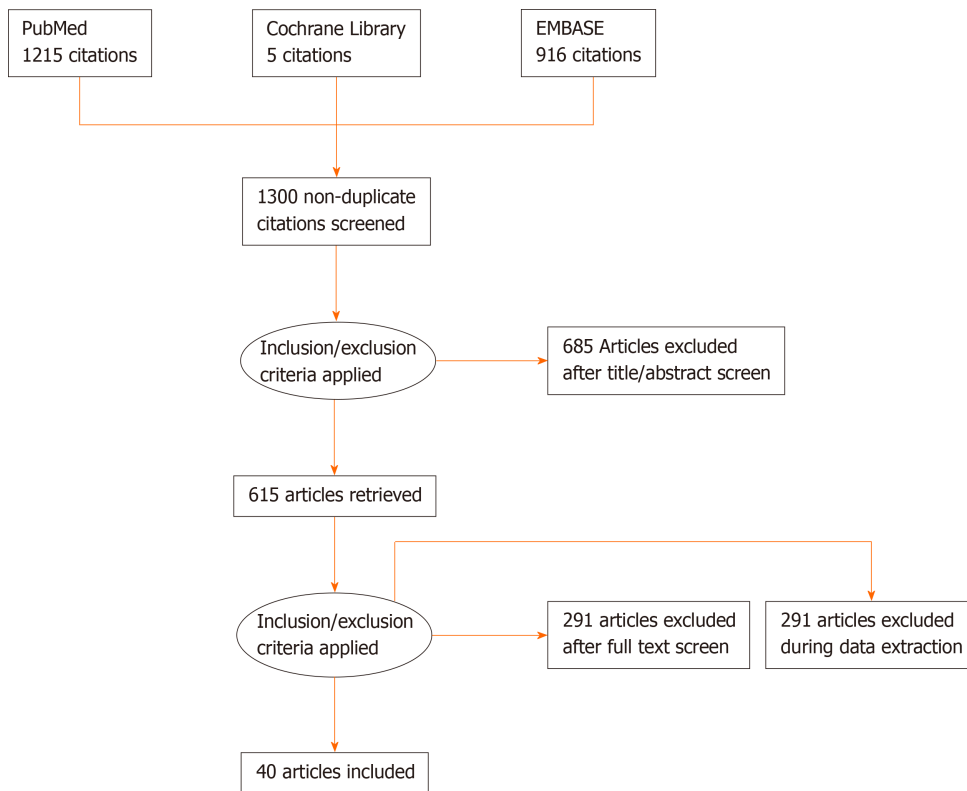 PubMed
1215 citations
Cochrane Library
5 citations
EMBASE
916 citations
1300 non-duplicate
citations screened
Inclusion/exclusion
criteria applied
685 Articles excluded
after title/abstract screen
615 articles retrieved
Inclusion/exclusion
criteria applied
291 articles excluded
after full text screen
291 articles excluded
during data extraction
40 articles included